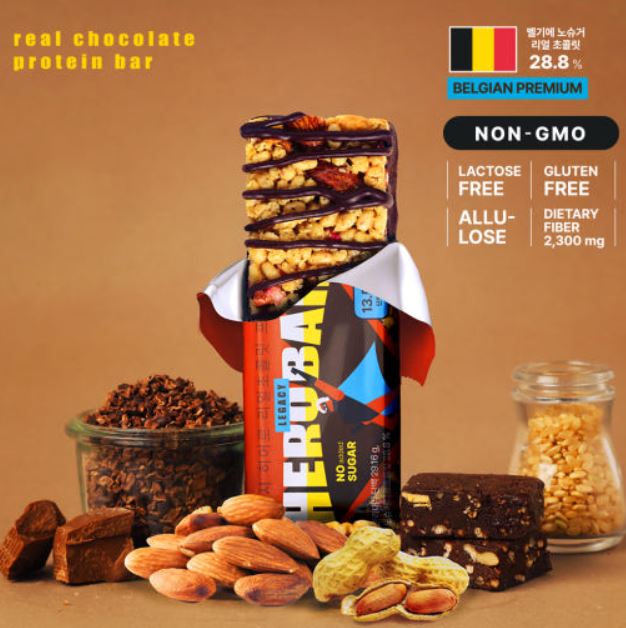 real chocolate
protein bar
벨기에 노슈거
리얼 초콜릿
28.8 %
BELGIAN PREMIUM
NON-GMO
LACTOSE
FREE
GLUTEN
FREE
ALLU-
LOSE
DIETARY
FIBER
2,300 mg
LEGACY
HERO BAR
NO added
SUGAR